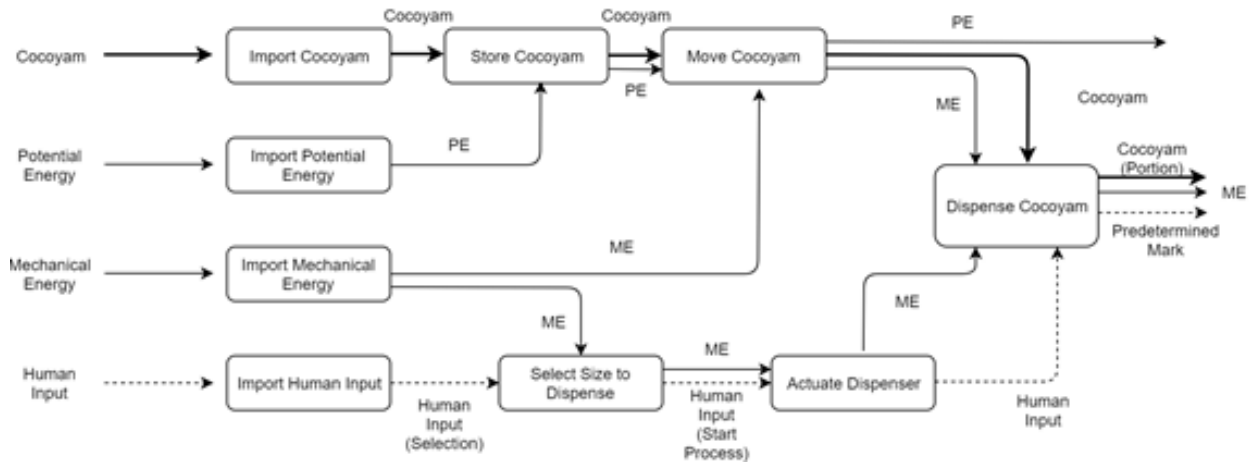 Cocoyam
Cocoyam
PE
Cocoyam
Import Cocoyam
Store Cocoyam
Move Cocoyam
PE
ME
Cocoyam
Potential
Energy
Import Potential
Energy
PE
Cocoyam
(Portion)
Dispense Cocoyam
ME
Predetermined
Mark
Mechanical
Energy
Import Mechanical
Energy
ME
ME
ME
Human
Input
Import Human Input
Human
Input
(Selection)
Select Size to
Dispense
ME
Human
Input
(Start
Process)
Actuate Dispenser
Human
Input